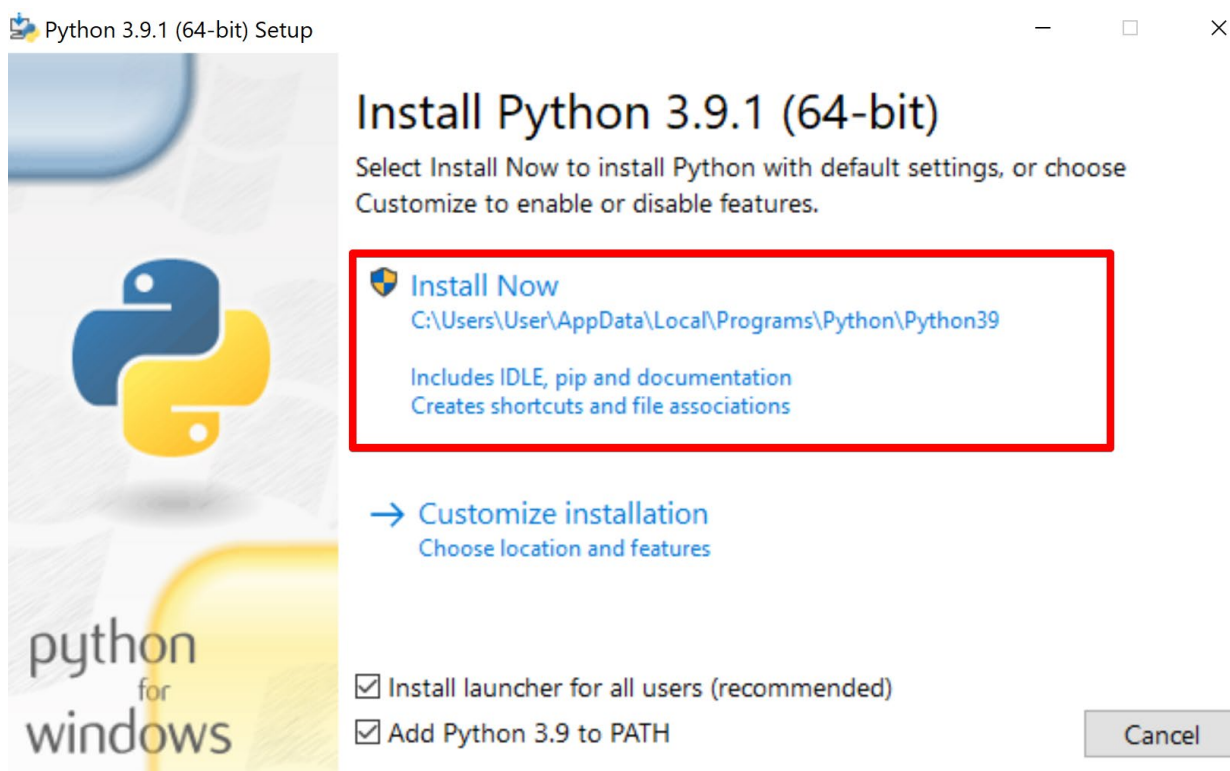 Python 3.9.1 (64-bit) Setup
Install Python 3.9.1 (64-bit)
Select Install Now to install Python with default settings, or choose
Customize to enable or disable features.
Install Now
C:\Users\User\AppData\Local\Programs\Python\Python39
Includes IDLE, pip and documentation
Creates shortcuts and file associations
Customize installation
Choose location and features
python
for
windows
Install launcher for all users (recommended)
Add Python 3.9 to PATH
Cancel